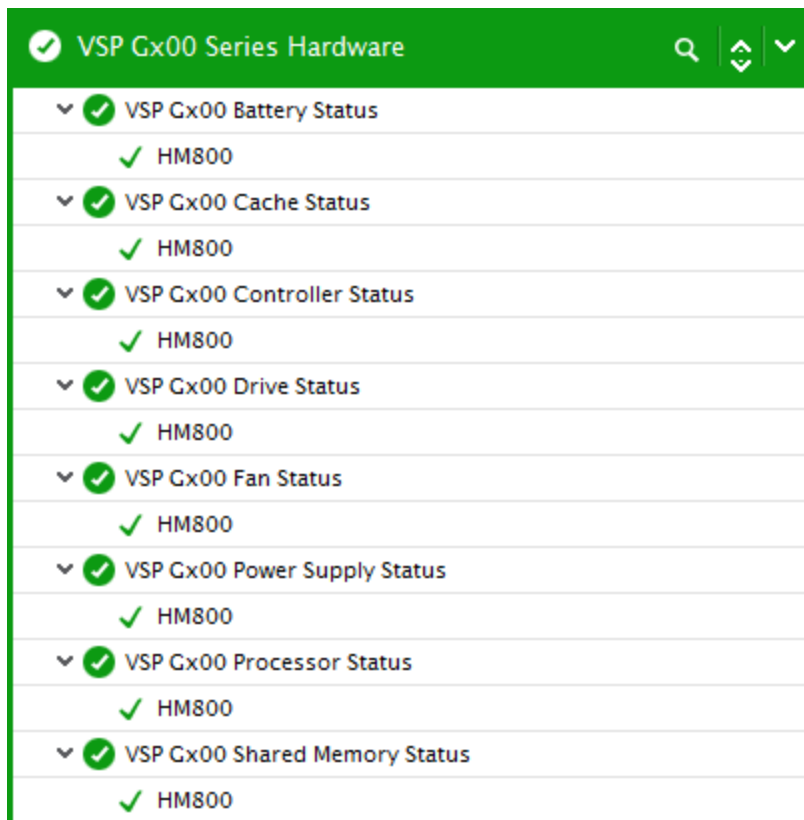 VSP Gx00 Series Hardware
VSP Gx00 Battery Status
HM800
VSP Gx00 Cache Status
HM800
VSP Gx00 Controller Status
HM800
VSP Gx00 Drive Status
HM800
VSP Gx00 Fan Status
HM800
VSP Gx00 Power Supply Status
HM800
VSP Gx00 Processor Status
HM800
VSP Gx00 Shared Memory Status
HM800